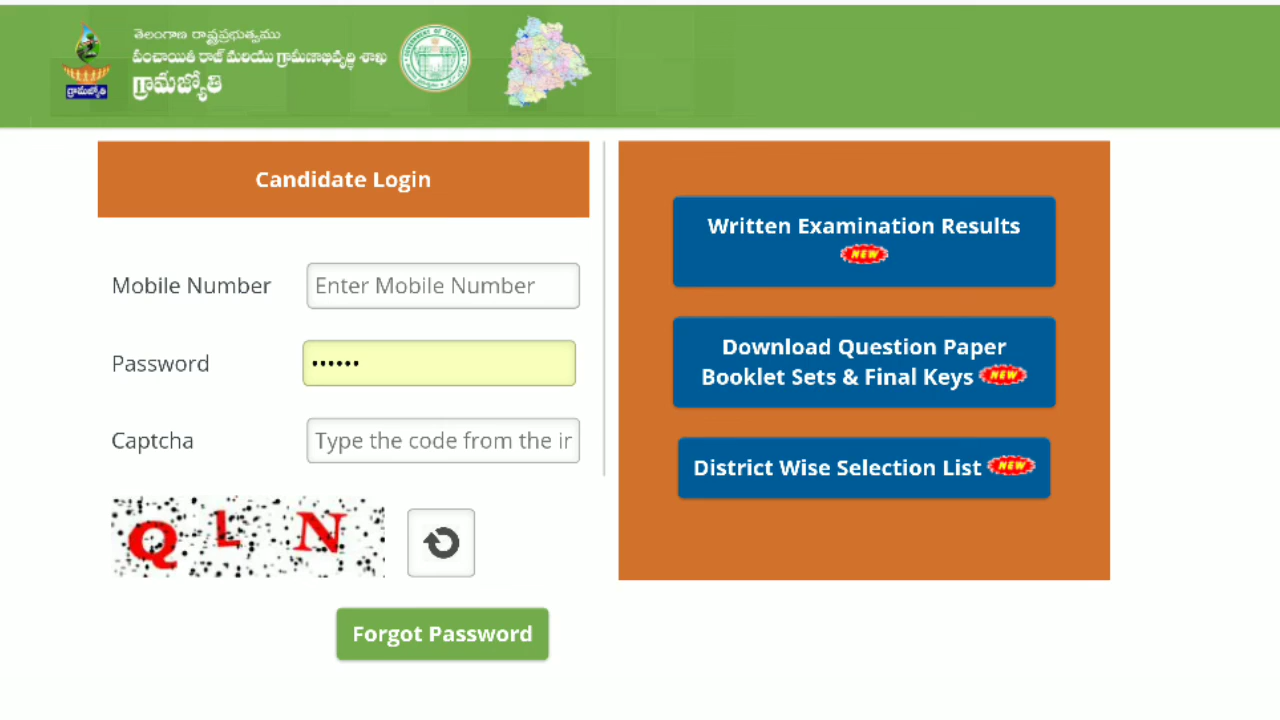 తెలంగాణ రాష్ట్రప్రభుత్వము
పంచాయితీ రాజ్ మరియు గ్రామీణాభివృద్ధి శాఖ
గ్రామజ్యోతి
గ్రామజ్యోతి
Candidate Login
Mobile Number
Enter Mobile Number
Password
••••••
Captcha
Type the code from the ir
Q L N
Forgot Password
Written Examination Results
NEW
Download Question Paper
Booklet Sets & Final Keys NEW
District Wise Selection List NEW